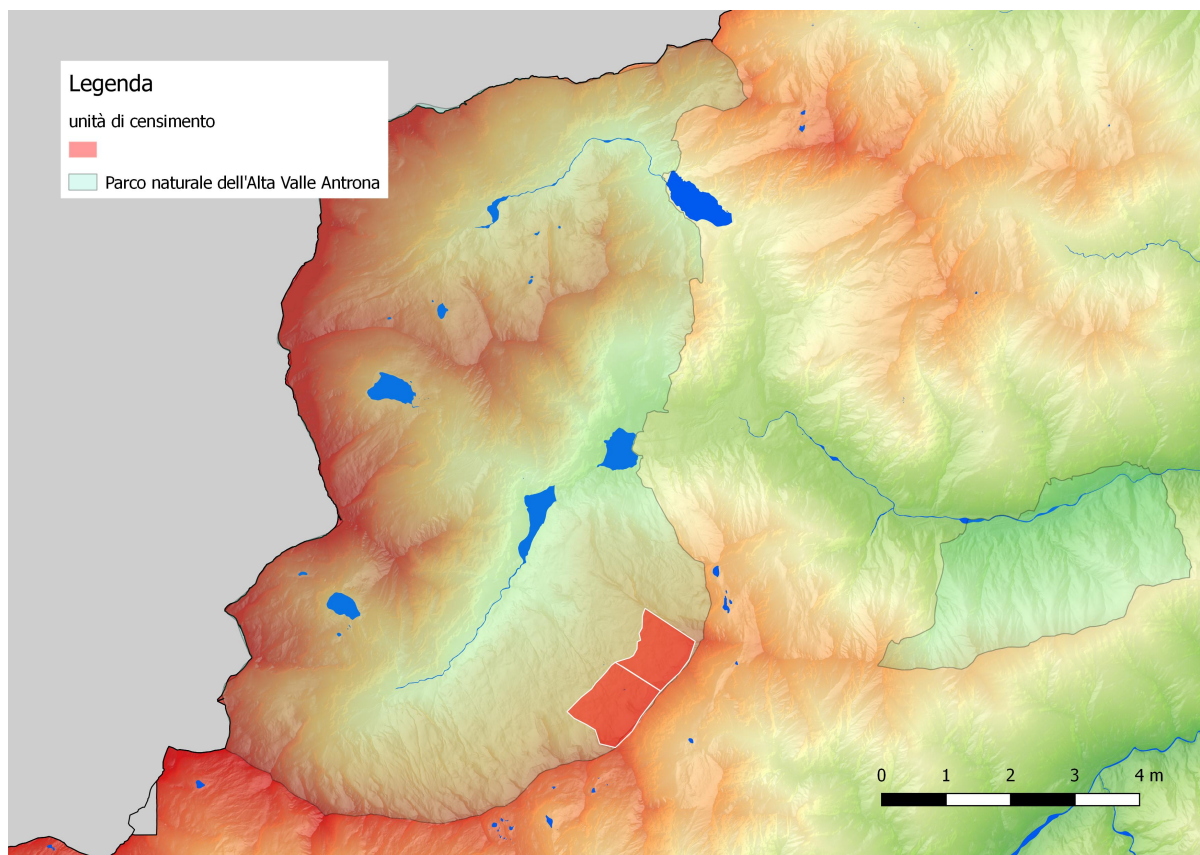 Legenda
unità di censimento
Parco naturale dell'Alta Valle Antrona
0 1 2 3 4 m